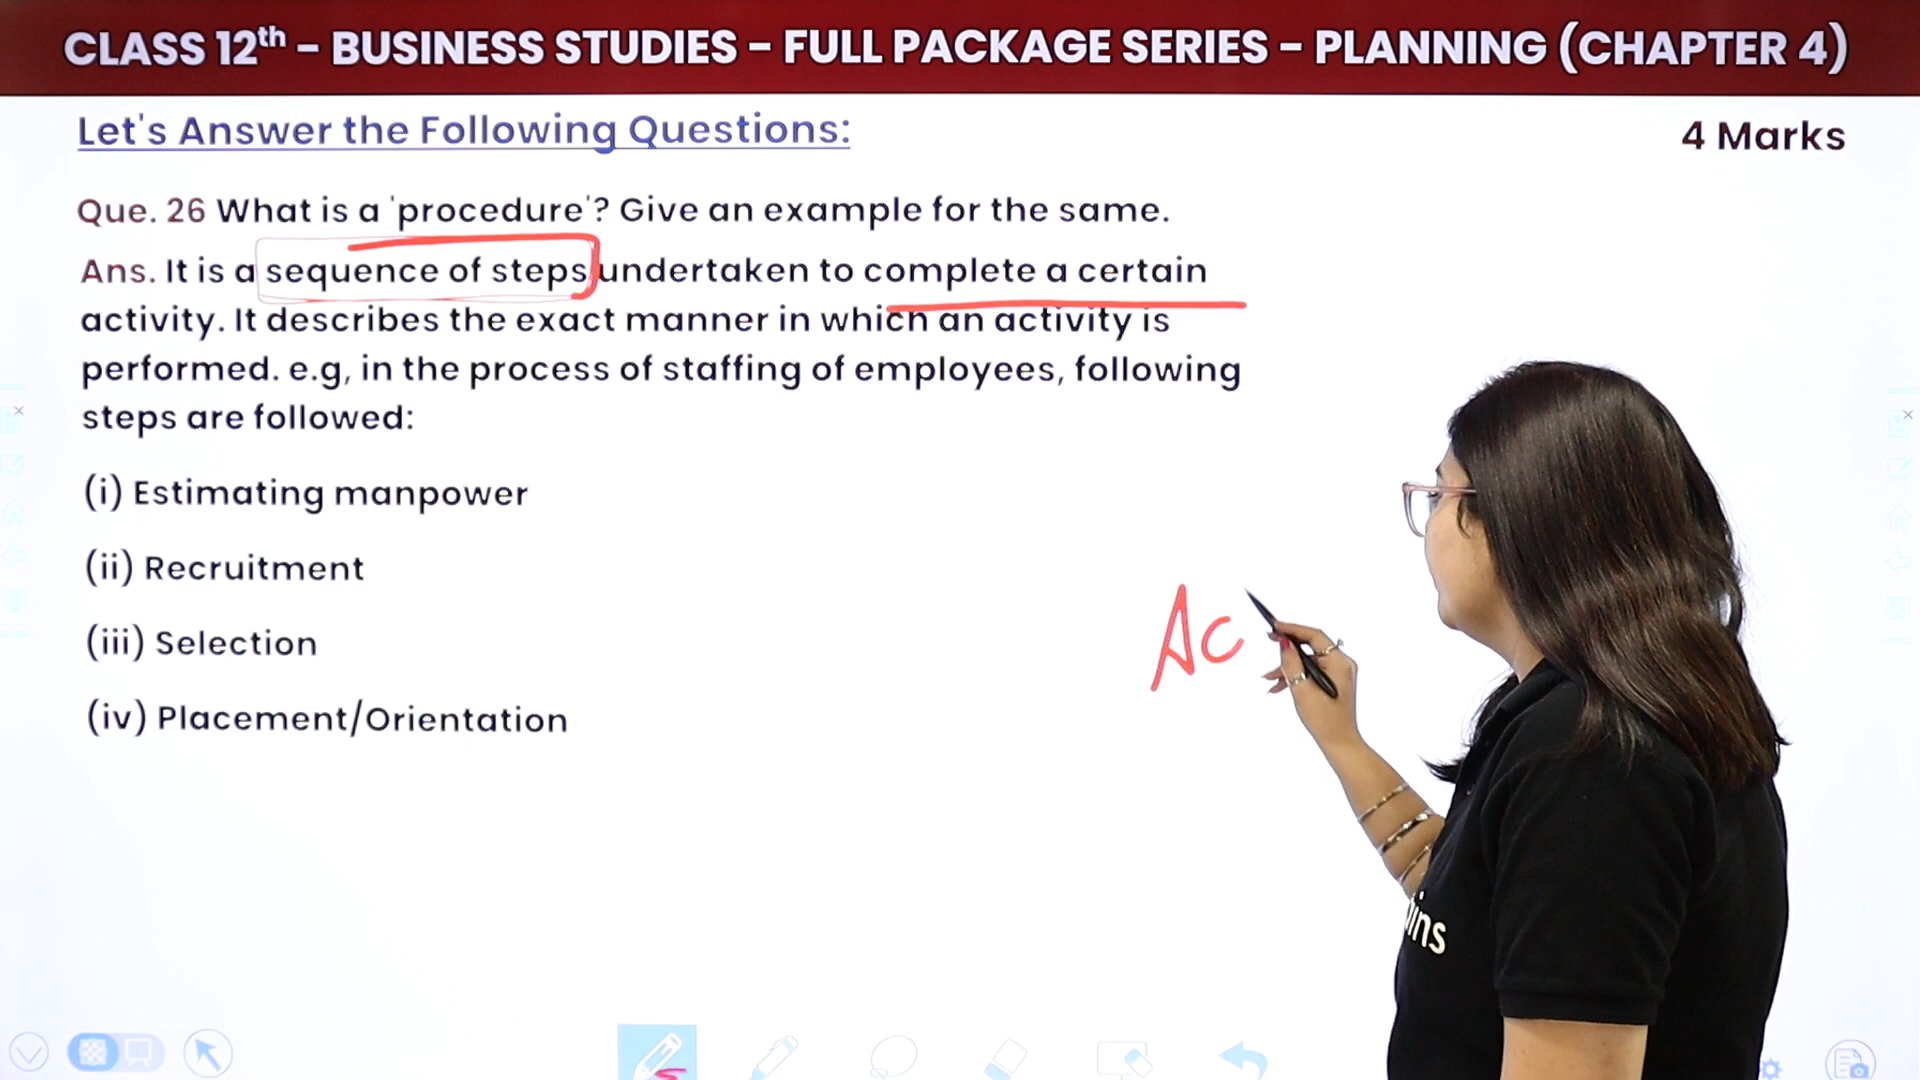 CLASS 12th – BUSINESS STUDIES – FULL PACKAGE SERIES – PLANNING (CHAPTER 4)
Let's Answer the Following Questions:
4 Marks
Que. 26 What is a 'procedure'? Give an example for the same.
Ans. It is a sequence of steps undertaken to complete a certain
activity. It describes the exact manner in which an activity is
performed. e.g, in the process of staffing of employees, following
steps are followed:
(i) Estimating manpower
(ii) Recruitment
(iii) Selection
(iv) Placement/Orientation
Ac